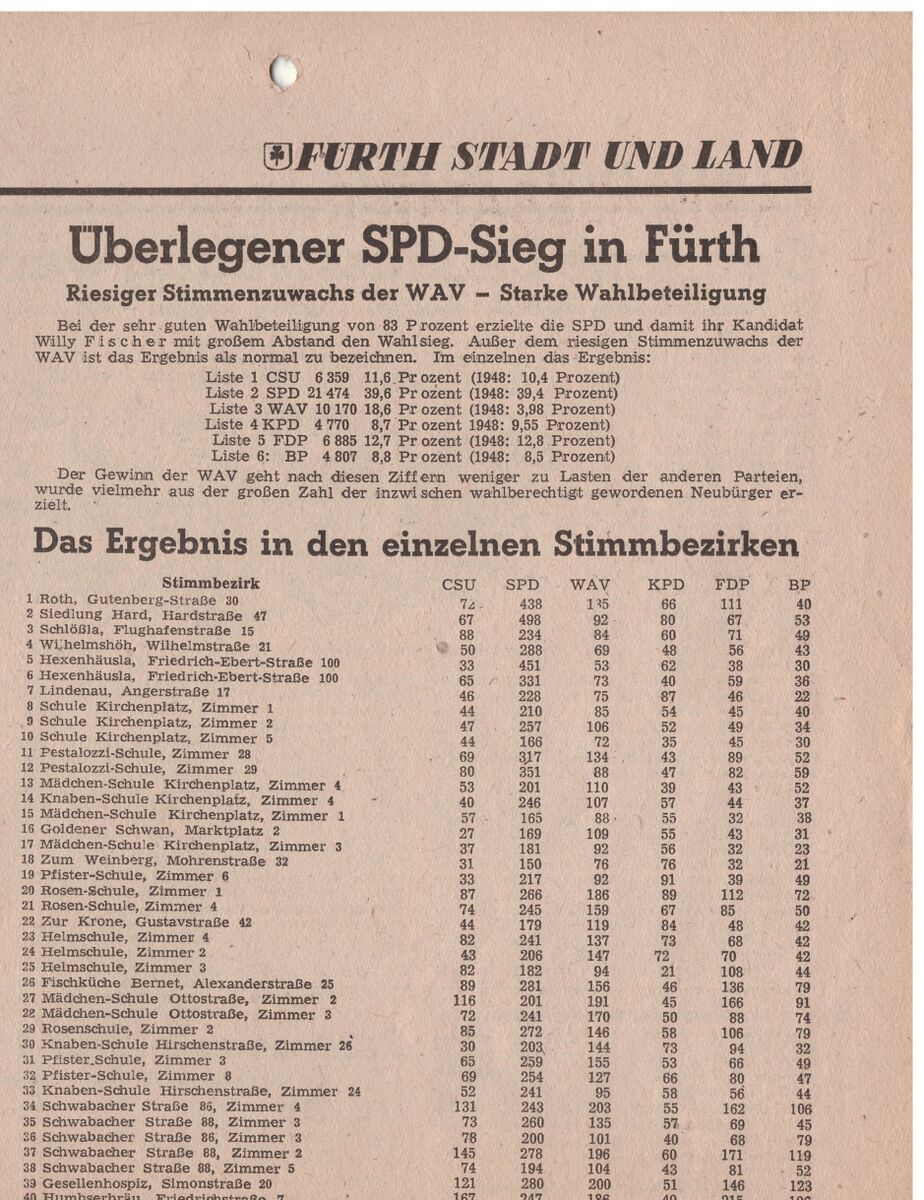 FÜRTH STADT UND LAND
Überlegener SPD-Sieg in Fürth
Riesiger Stimmenzuwachs der WAV – Starke Wahlbeteiligung
Bei der sehr guten Wahlbeteiligung von 83 Prozent erzielte die SPD und damit ihr Kandidat
Willy Fischer mit großem Abstand den Wahlsieg. Außer dem riesigen Stimmenzuwachs der
WAV ist das Ergebnis als normal zu bezeichnen. Im einzelnen das Ergebnis:
Liste 1 CSU 6 359 11,6 Prozent (1948: 10,4 Prozent)
Liste 2 SPD 21 474 39,6 Prozent (1948: 39,4 Prozent)
Liste 3 WAV 10 170 18,6 Prozent (1948: 3,98 Prozent)
Liste 4 KPD 4 770 8,7 Prozent 1948: 9,55 Prozent)
Liste 5 FDP 6 885 12,7 Prozent (1948: 12,8 Prozent)
Liste 6: BP 4 807 8,8 Prozent (1948: 8,5 Prozent)
Der Gewinn der WAV geht nach diesen Ziffern weniger zu Lasten der anderen Parteien,
wurde vielmehr aus der großen Zahl der inzwischen wahlberechtigt gewordenen Neubürger er-
zielt.
Das Ergebnis in den einzelnen Stimmbezirken
Stimmbezirk CSU SPD WAV KPD FDP BP
1 Roth, Gutenberg-Straße 30 72 438 135 66 111 40
2 Siedlung Hard, Hardstraße 47 67 498 92 80 67 53
3 Schlößla, Flughafenstraße 15 88 234 84 60 71 49
4 Wilhelmshöh, Wilhelmstraße 21 50 288 69 48 56 43
5 Hexenhäusla, Friedrich-Ebert-Straße 100 33 451 53 62 38 30
6 Hexenhäusla, Friedrich-Ebert-Straße 100 65 331 73 40 59 36
7 Lindenau, Angerstraße 17 46 228 75 87 46 22
8 Schule Kirchenplatz, Zimmer 1 44 210 85 54 45 40
9 Schule Kirchenplatz, Zimmer 2 47 257 106 52 49 34
10 Schule Kirchenplatz, Zimmer 5 44 166 72 35 45 30
11 Pestalozzi-Schule, Zimmer 28 69 317 134 43 89 52
12 Pestalozzi-Schule, Zimmer 29 80 351 88 47 82 59
13 Mädchen-Schule Kirchenplatz, Zimmer 4 53 201 110 39 43 52
14 Knaben-Schule Kirchenplatz, Zimmer 4 40 246 107 57 44 37
15 Mädchen-Schule Kirchenplatz, Zimmer 1 57 165 88 55 32 38
16 Goldener Schwan, Marktplatz 2 27 169 109 55 43 31
17 Mädchen-Schule Kirchenplatz, Zimmer 3 37 181 92 56 32 23
18 Zum Weinberg, Mohrenstraße 32 31 150 76 76 32 21
19 Pfister-Schule, Zimmer 6 33 217 92 91 39 49
20 Rosen-Schule, Zimmer 1 87 266 186 89 112 72
21 Rosen-Schule, Zimmer 4 74 245 159 67 85 50
22 Zur Krone, Gustavstraße 42 44 179 119 84 48 42
23 Helmschule, Zimmer 4 82 241 137 73 68 42
24 Helmschule, Zimmer 2 43 206 147 72 70 42
25 Helmschule, Zimmer 3 82 182 94 21 108 44
26 Fischküche Bernet, Alexanderstraße 25 89 281 156 46 136 79
27 Mädchen-Schule Ottostraße, Zimmer 2 116 201 191 45 166 91
28 Mädchen-Schule Ottostraße, Zimmer 3 72 241 170 50 88 74
29 Rosenschule, Zimmer 2 85 272 146 58 106 79
30 Knaben-Schule Hirschenstraße, Zimmer 26 30 203 144 73 94 32
31 Pfister-Schule, Zimmer 3 65 259 155 53 66 49
32 Pfister-Schule, Zimmer 8 69 254 127 66 80 47
33 Knaben-Schule Hirschenstraße, Zimmer 24 52 241 95 58 56 44
34 Schwabacher Straße 86, Zimmer 4 131 243 203 55 162 106
35 Schwabacher Straße 88, Zimmer 3 73 260 135 57 69 45
36 Schwabacher Straße 86, Zimmer 3 78 200 101 40 68 79
37 Schwabacher Straße 88, Zimmer 2 145 278 196 60 171 119
38 Schwabacher Straße 88, Zimmer 5 74 194 104 43 81 52
39 Gesellenhospiz, Simonstraße 20 121 280 200 51 146 123
40 Humbserbräu, Friedrichstraße 7 167 247 186